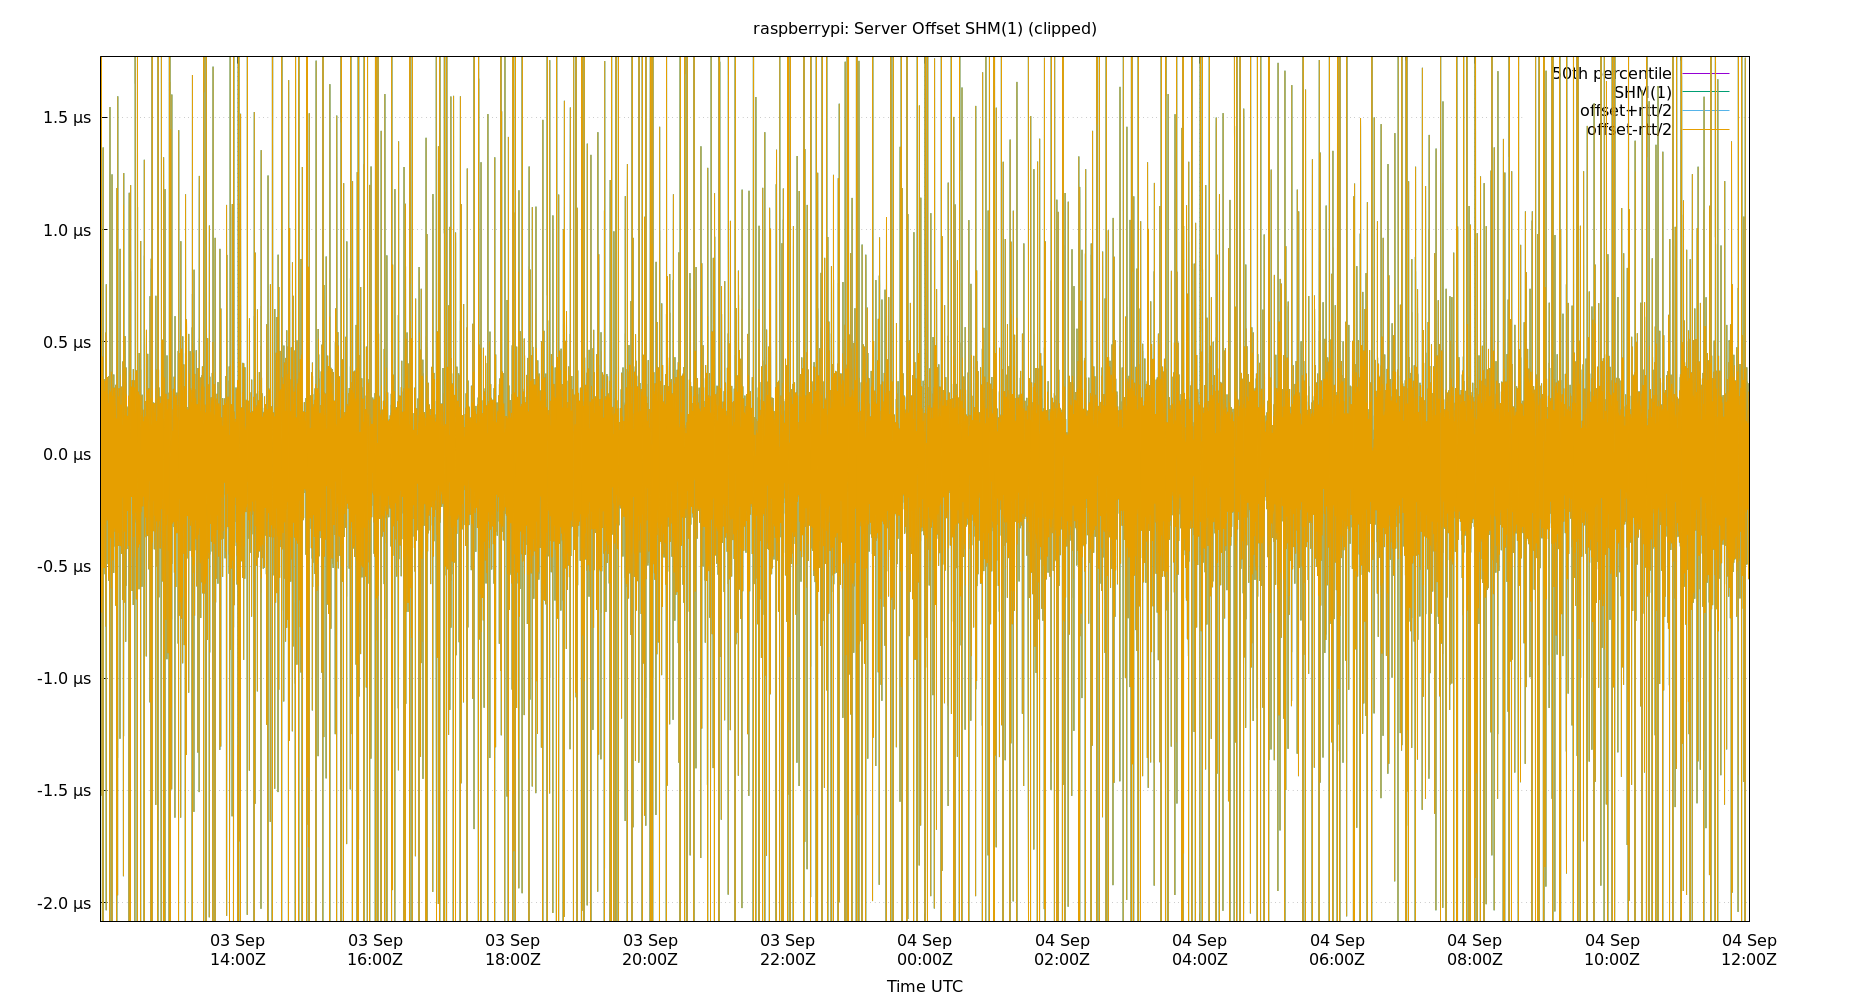 raspberrypi: Server Offset SHM(1) (clipped)
50th percentile
SHM(1)
offset+rtt/2
offset-rtt/2
1.5 µs
1.0 µs
0.5 µs
0.0 µs
-0.5 µs
-1.0 µs
-1.5 µs
-2.0 µs
03 Sep 03 Sep 03 Sep 03 Sep 03 Sep 04 Sep 04 Sep 04 Sep 04 Sep 04 Sep 04 Sep 04 Sep
14:00Z 16:00Z 18:00Z 20:00Z 22:00Z 00:00Z 02:00Z 04:00Z 06:00Z 08:00Z 10:00Z 12:00Z
Time UTC